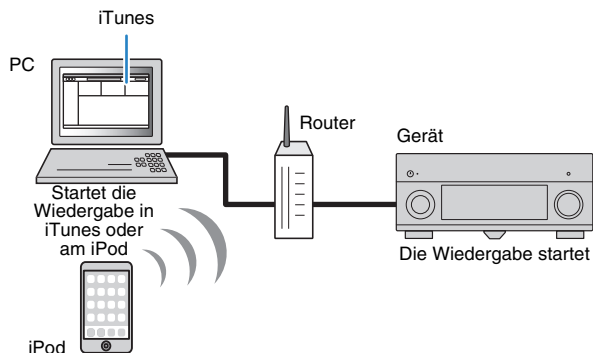 iTunes
PC
Router
Gerät
Startet die
Wiedergabe in
iTunes oder
am iPod
Die Wiedergabe startet
iPod